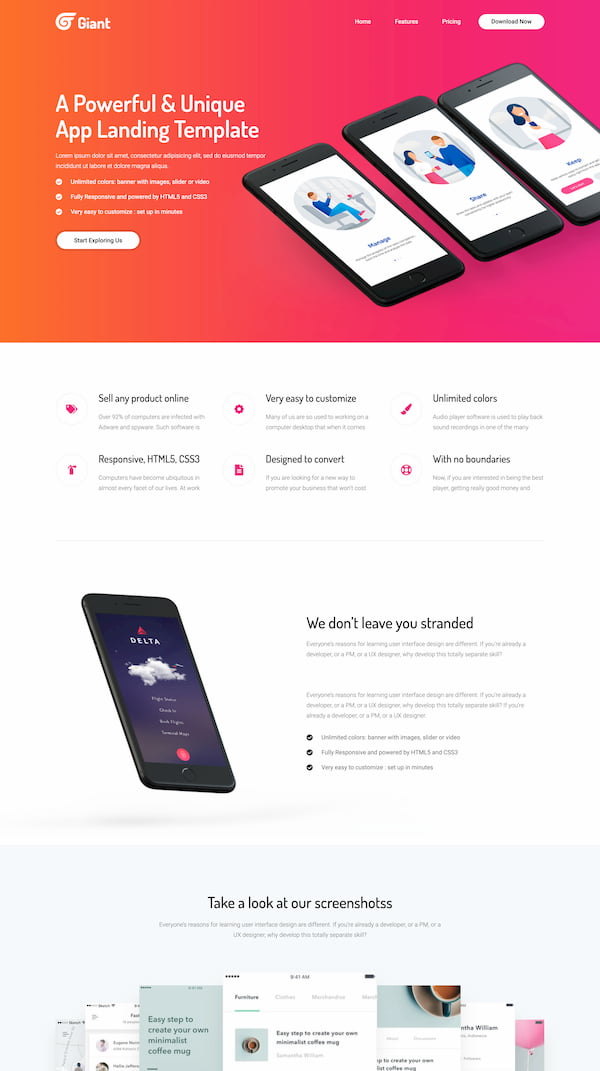 Giant
Home
Features
Pricing
Download Now
A Powerful & Unique
App Landing Template
Lorem ipsum dolor sit amet, consectetur adipisicing elit, sed do eiusmod tempor
incididunt ut labore et dolore magna aliqua.
Unlimited colors: banner with images, slider or video
Fully Responsive and powered by HTML5 and CSS3
Very easy to customize : set up in minutes
Start Exploring Us
Manage
Share
Keep
Sell any product online
Over 92% of computers are infected with
Adware and spyware. Such software is
Very easy to customize
Many of us are so used to working on a
computer desktop that when it comes
Unlimited colors
Audio player software is used to play back
sound recordings in one of the many
Responsive, HTML5, CSS3
Computers have become ubiquitous in
almost every facet of our lives. At work
Designed to convert
If you are looking for a new way to
promote your business that won't cost
With no boundaries
Now, if you are interested in being the best
player, getting really good money and
DELTA
Flight Status
Check In
Book Flights
Terminal Maps
We don't leave you stranded
Everyone's reasons for learning user interface design are different. If you're already a
developer, or a PM, or a UX designer, why develop this totally separate skill?
Everyone's reasons for learning user interface design are different. If you're already a
developer, or a PM, or a UX designer, why develop this totally separate skill? If you're
already a developer, or a PM, or a UX designer.
Unlimited colors: banner with images, slider or video
Fully Responsive and powered by HTML5 and CSS3
Very easy to customize : set up in minutes
Take a look at our screenshotss
Everyone's reasons for learning user interface design are different. If you're already a developer, or a PM, or a
UX designer, why develop this totally separate skill?
9:41 AM
Furniture
Clothes
Merchandise
Merch
Easy step to
create your own
minimalist
coffee mug
Easy step to create your own
minimalist coffee mug
Samantha William
Easy step to create your own
minimalist coffee mug
About
Discussion
ntha William
Sketch
Eugene Norm
Hallie Jeffers